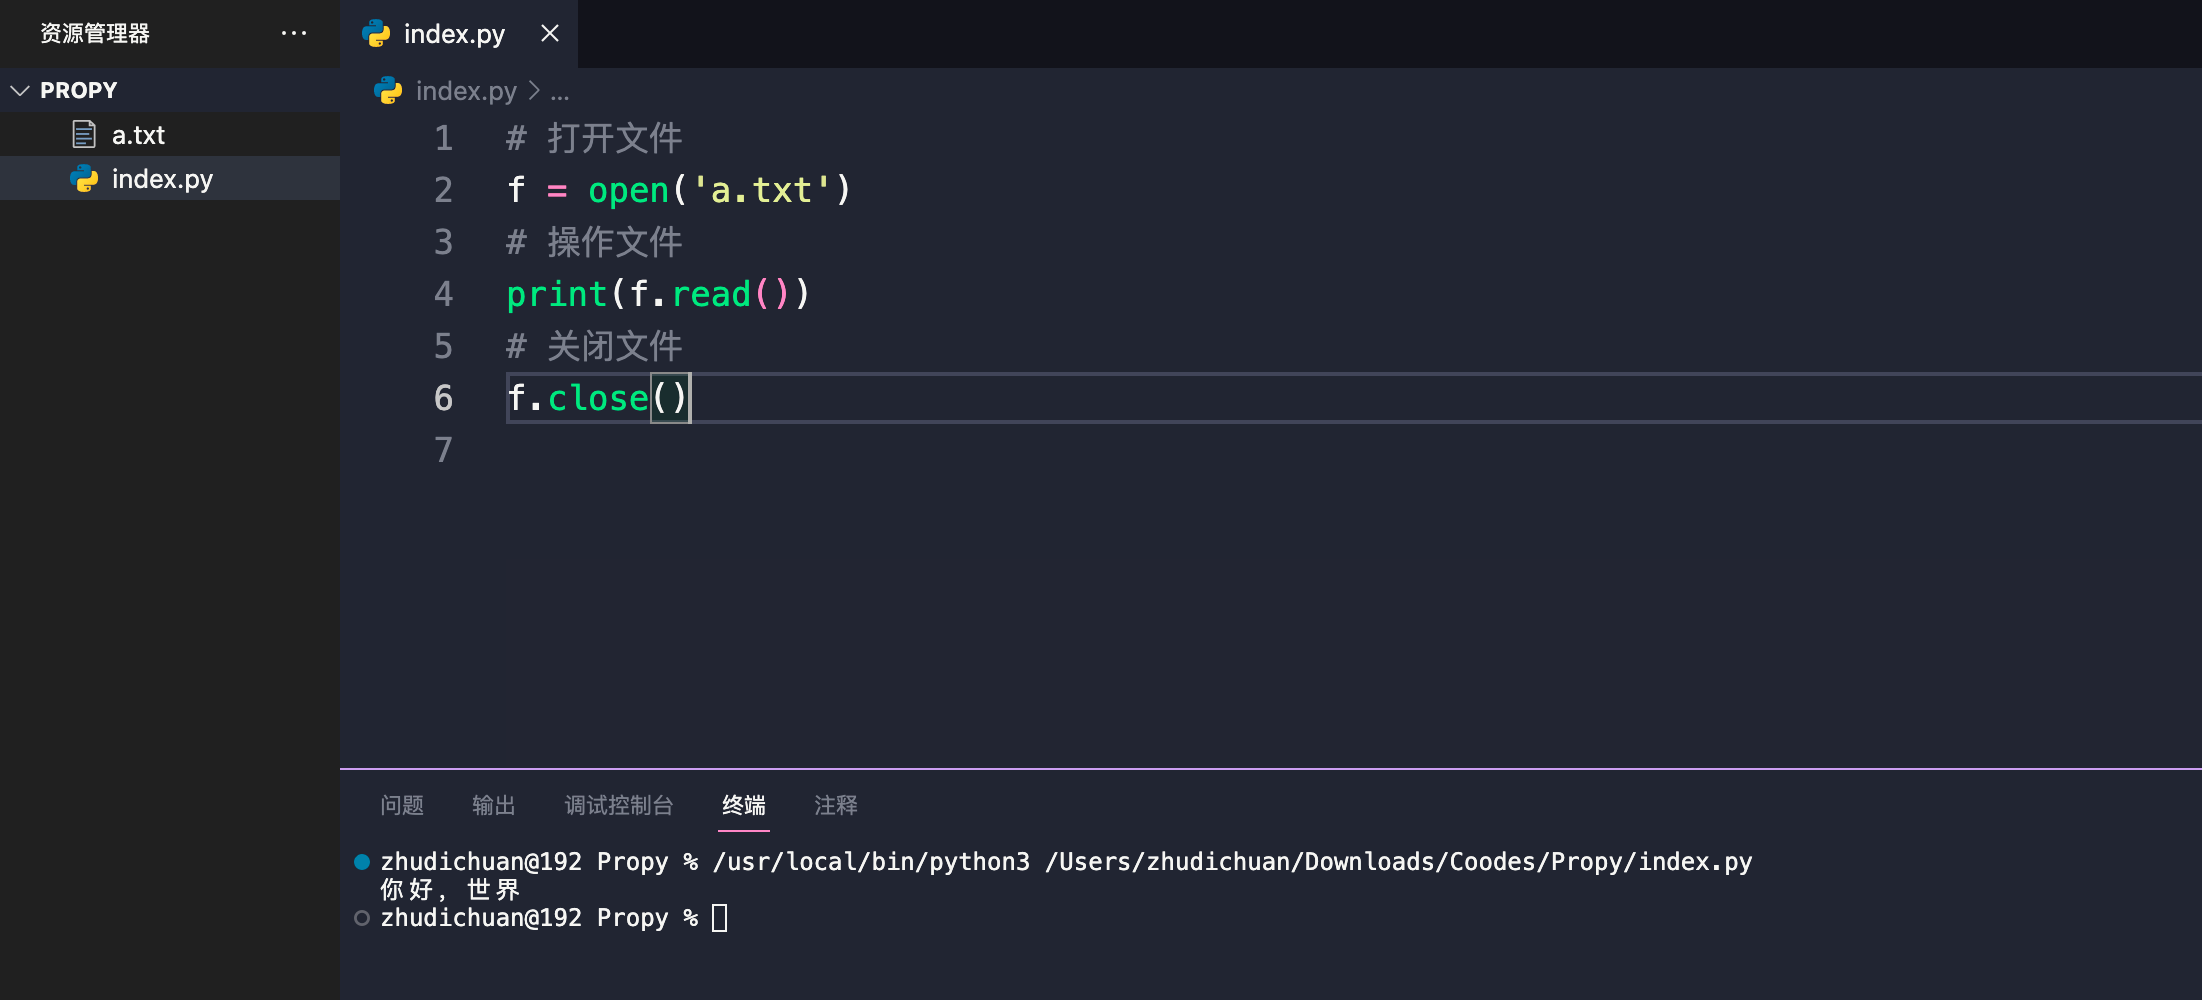 资源管理器 ···
PROPY
a.txt
index.py
index.py
index.py > ...
1 # 打开文件
2 f = open('a.txt')
3 # 操作文件
4 print(f.read())
5 # 关闭文件
6 f.close()
7
问题 输出 调试控制台 终端 注释
zhudichuan@192 Propy % /usr/local/bin/python3 /Users/zhudichuan/Downloads/Coodes/Propy/index.py
你好，世界
zhudichuan@192 Propy %